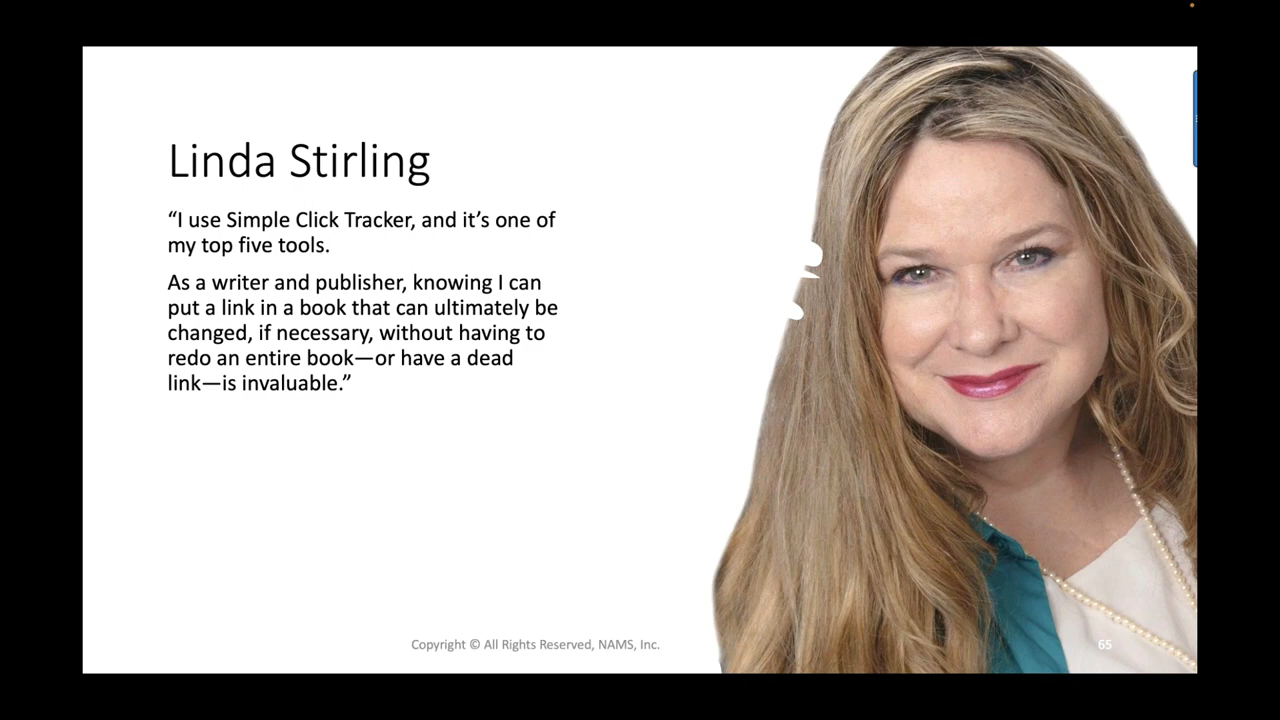 Linda Stirling
“I use Simple Click Tracker, and it’s one of
my top five tools.
As a writer and publisher, knowing I can
put a link in a book that can ultimately be
changed, if necessary, without having to
redo an entire book—or have a dead
link—is invaluable.”
Copyright © All Rights Reserved, NAMS, Inc.
65